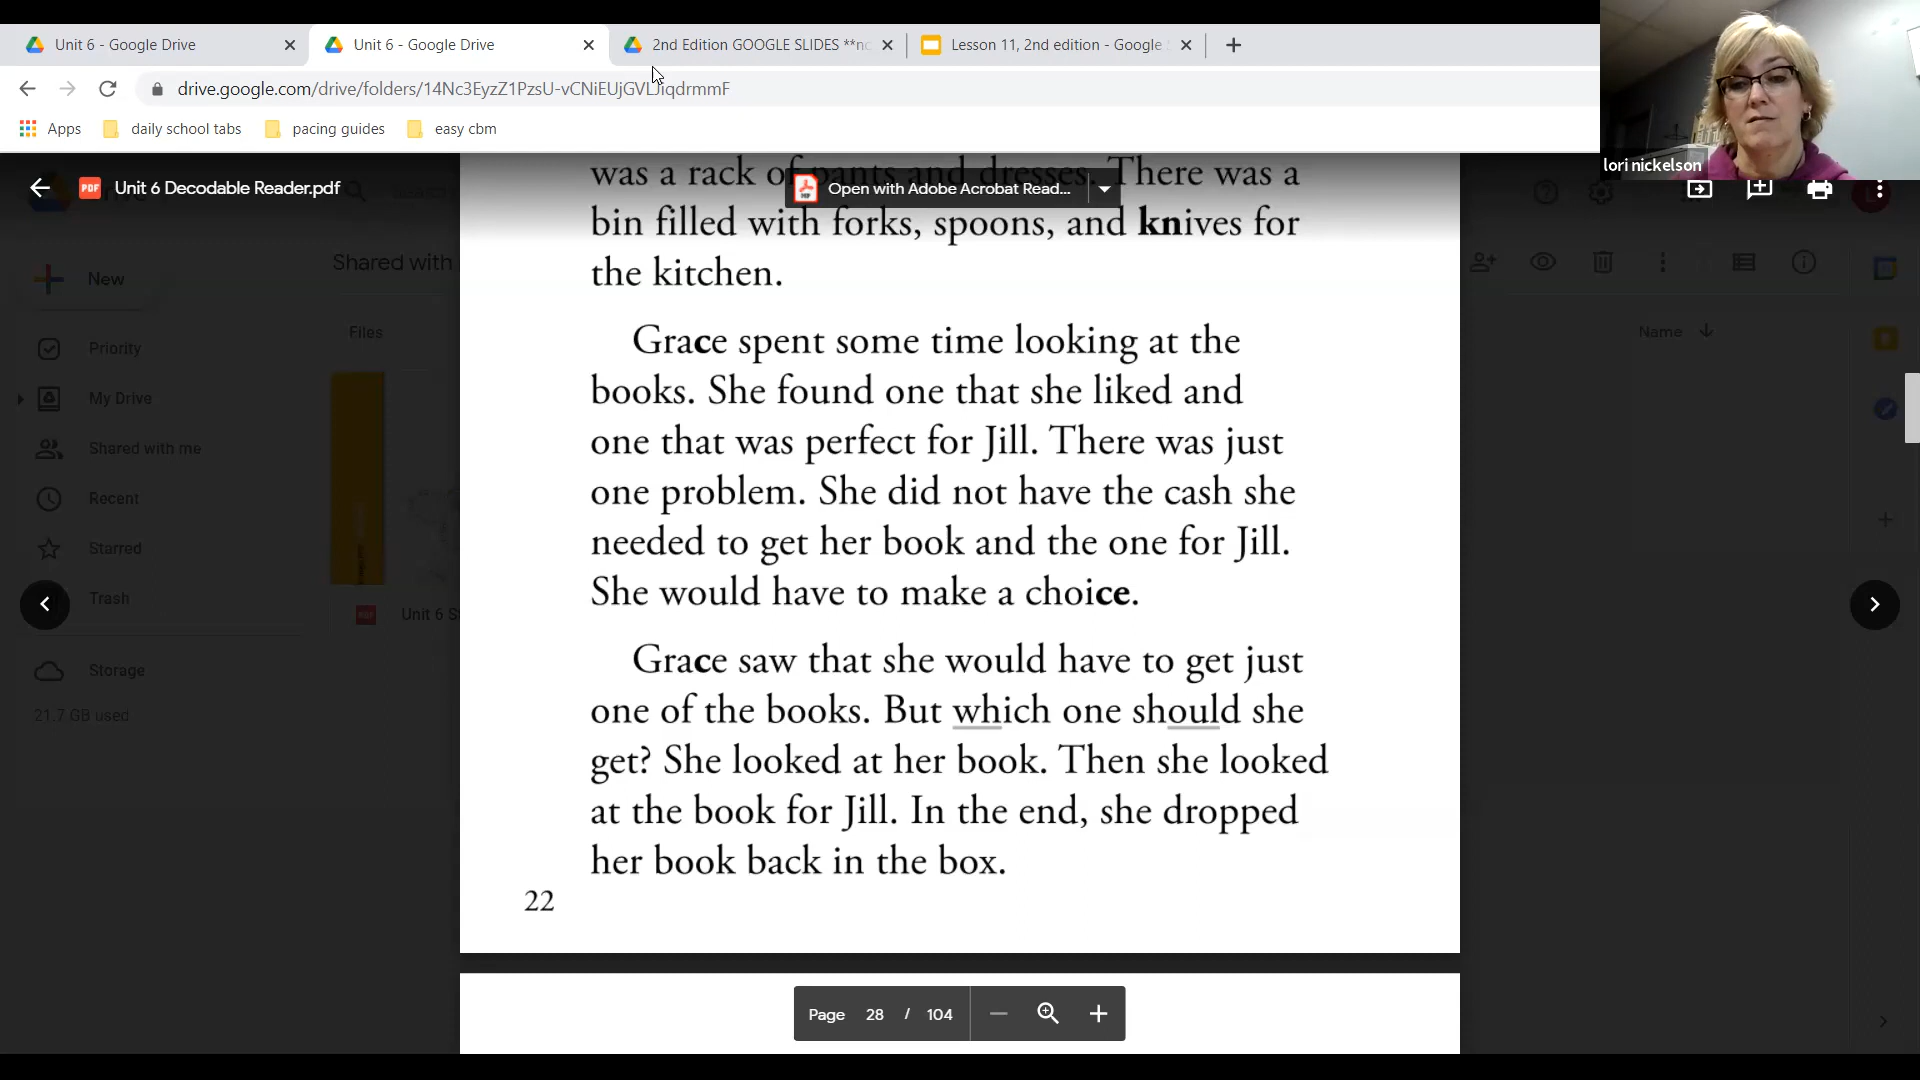 Unit 6 - Google Drive
Unit 6 - Google Drive
2nd Edition GOOGLE SLIDES **no
Lesson 11, 2nd edition - Google
drive.google.com/drive/folders/14Nc3EyzZ1PzsU-vCNiEUjGVLJiqdrmmF
Apps daily school tabs pacing guides easy cbm
lori nickelson
PDF Unit 6 Decodable Reader.pdf
Open with Adobe Acrobat Read...
New
Shared with
Files
Name
Priority
My Drive
Shared with me
Recent
Starred
Trash
Storage
21.7 GB used
Unit 6 S
was a rack of pants and dresses. There was a
bin filled with forks, spoons, and knives for
the kitchen.
Grace spent some time looking at the
books. She found one that she liked and
one that was perfect for Jill. There was just
one problem. She did not have the cash she
needed to get her book and the one for Jill.
She would have to make a choice.
Grace saw that she would have to get just
one of the books. But which one should she
get? She looked at her book. Then she looked
at the book for Jill. In the end, she dropped
her book back in the box.
22
Page 28 / 104